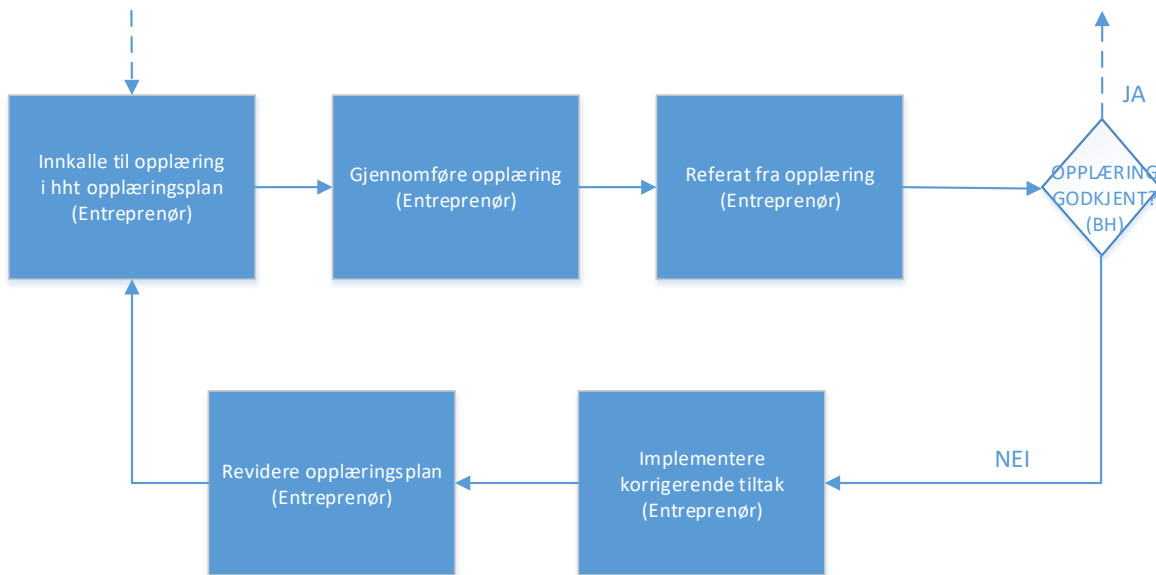 Innkalle til opplæring
i hht opplæringsplan
(Entreprenør)
Gjennomføre opplæring
(Entreprenør)
Referat fra opplæring
(Entreprenør)
JA
OPPLÆRING
GODKJENT?
(BH)
NEI
Implementere
korrigerende tiltak
(Entreprenør)
Revidere opplæringsplan
(Entreprenør)